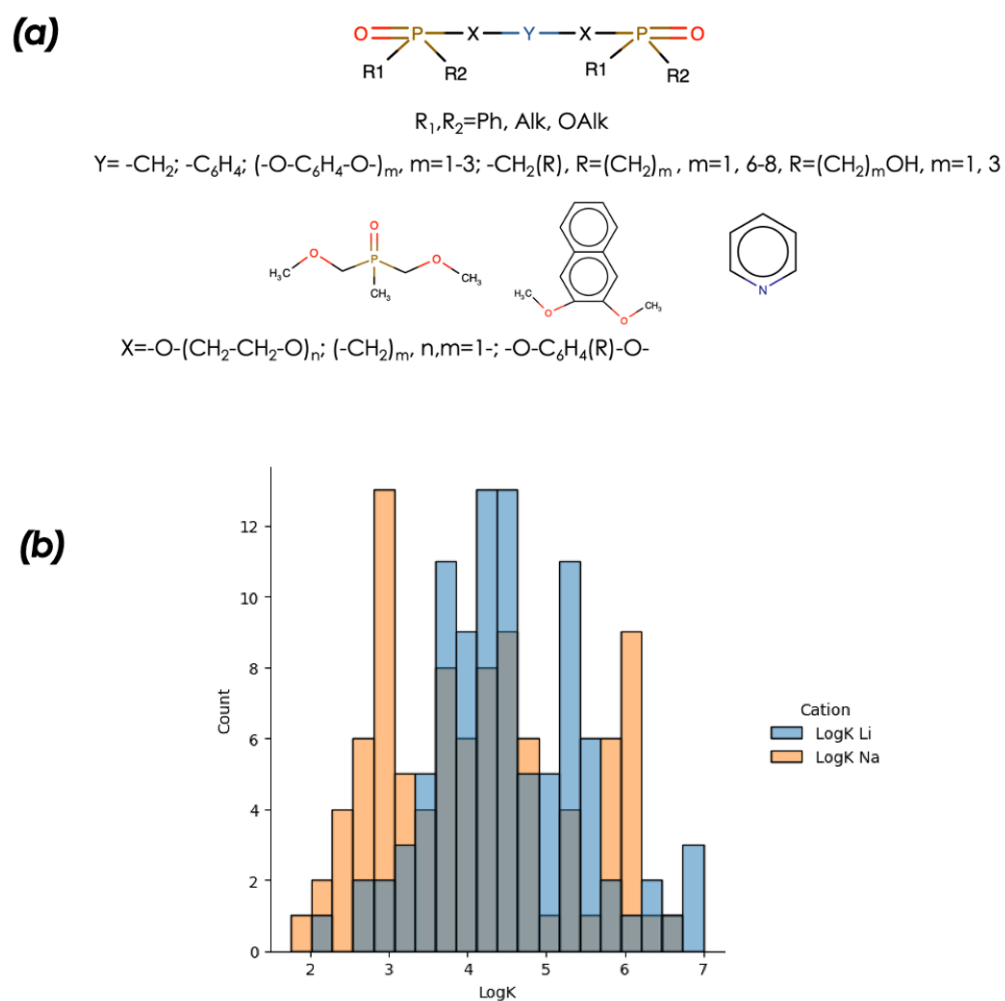 (a)
O P X Y X P O
R1 R2 R1 R2
R₁,R₂=Ph, Alk, OAlk
Y= -CH₂; -C₆H₄; (-O-C₆H₄-O-)ₘ, m=1-3; -CH₂(R), R=(CH₂)ₘ , m=1, 6-8, R=(CH₂)ₘOH, m=1, 3
O
O P O
H₃C CH₃ CH₃
H₃C O O CH₃
N
X=-O-(CH₂-CH₂-O)ₙ; (-CH₂)ₘ, n,m=1-; -O-C₆H₄(R)-O-
(b)
12
10
8
6
4
2
0
Count
2 3 4 5 6 7
LogK
Cation
LogK Li
LogK Na